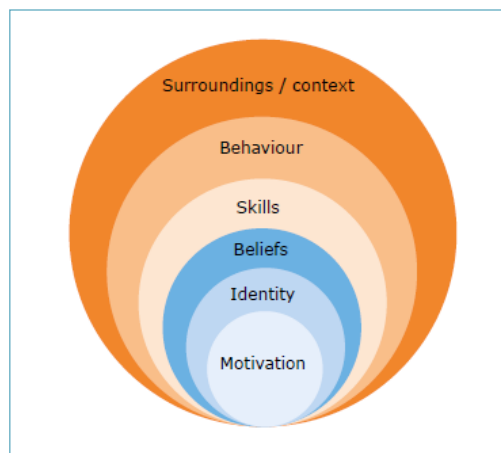 Surroundings / context
Behaviour
Skills
Beliefs
Identity
Motivation